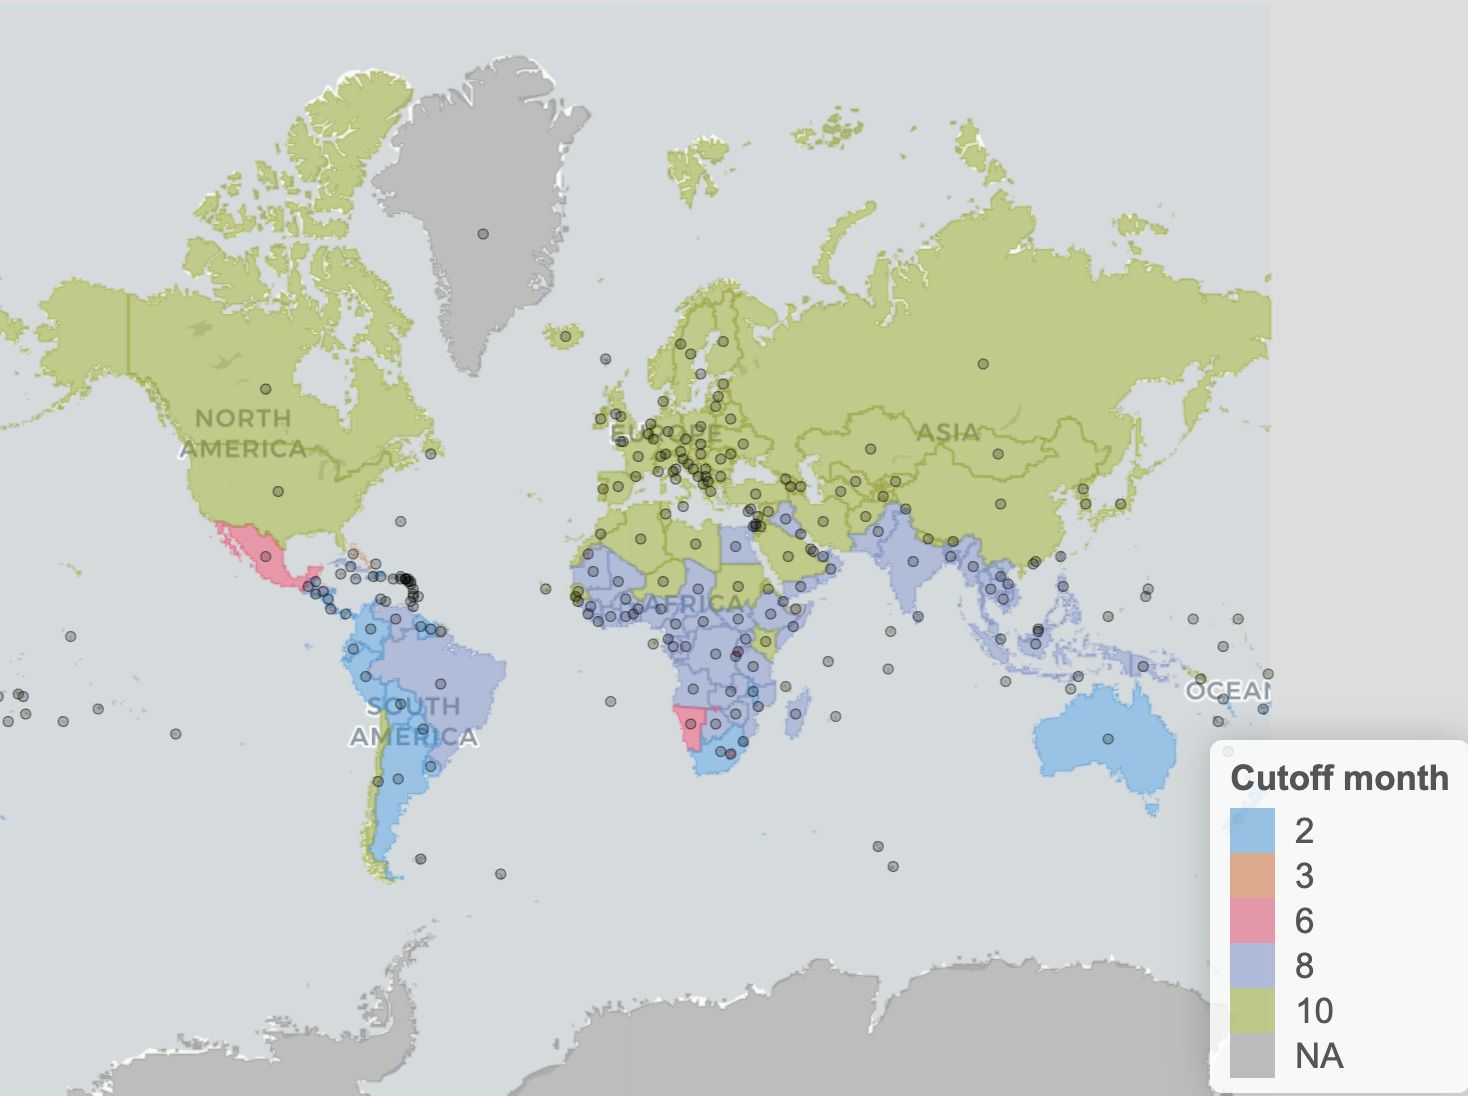 NORTH
AMERICA
EUROPE
ASIA
AFRICA
SOUTH
AMERICA
OCEAN
Cutoff month
2
3
6
8
10
NA